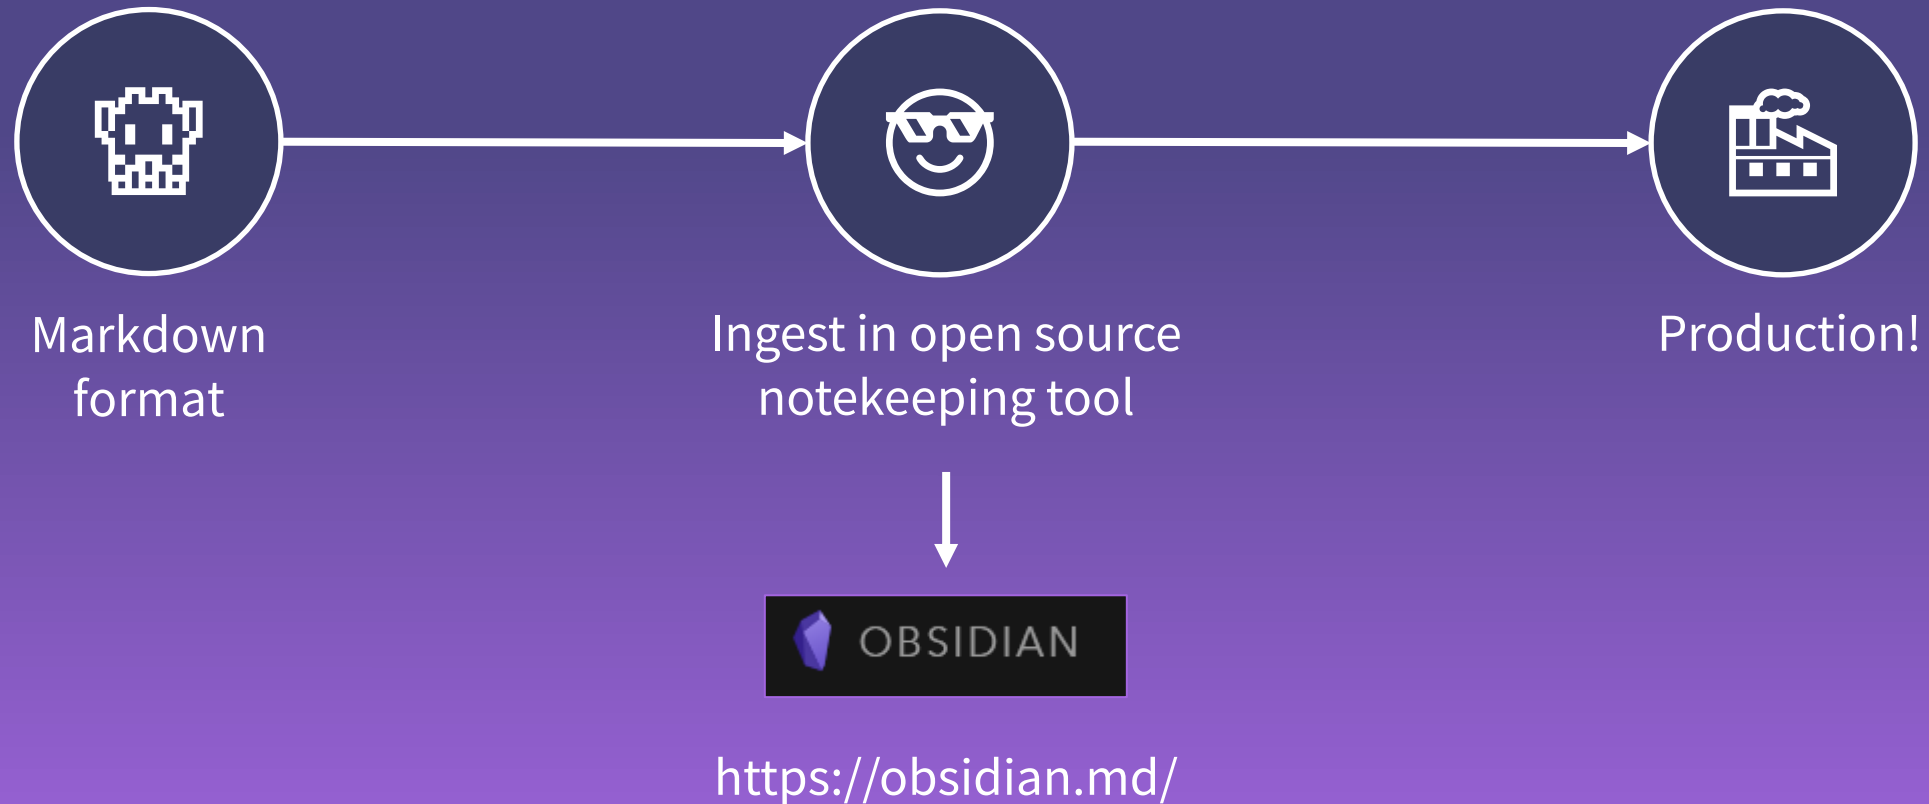 Markdown
format
Ingest in open source
notekeeping tool
Production!
OBSIDIAN
https://obsidian.md/